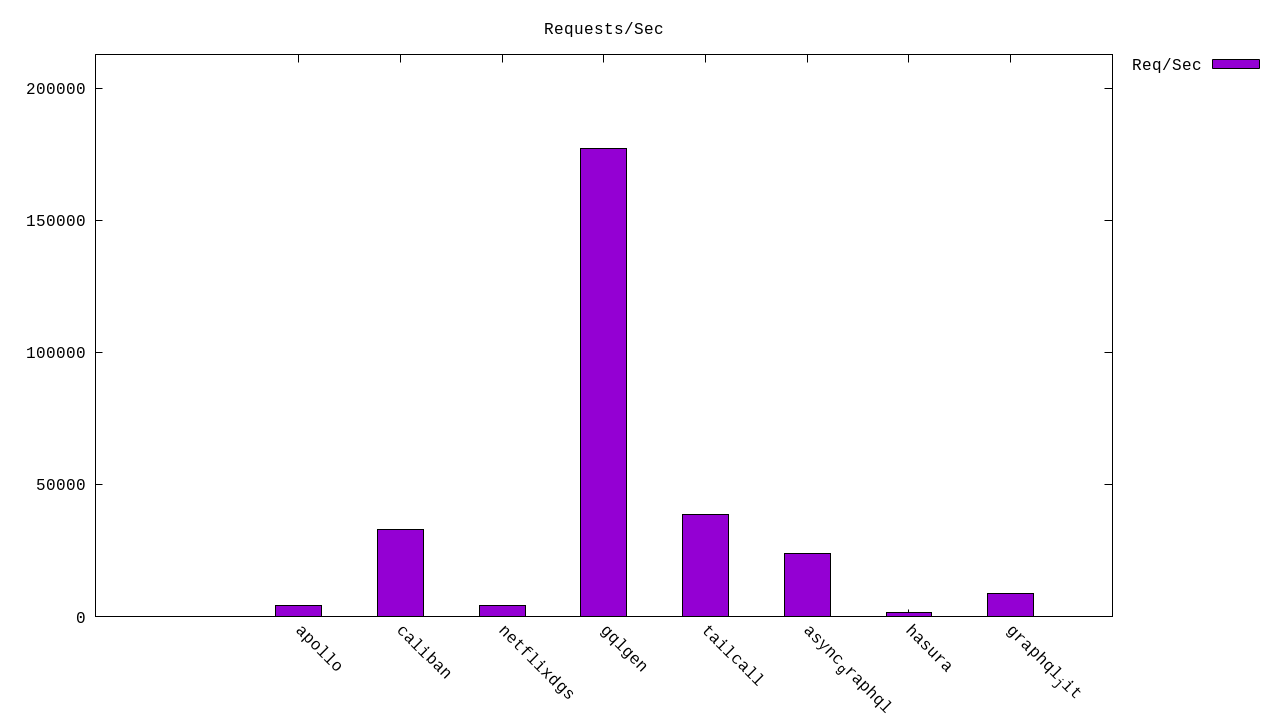 Requests/Sec
Req/Sec
200000
150000
100000
50000
0
apollo
caliban
netflixdgs
gqlgen
tailcall
async_graphql
hasura
graphql_jit